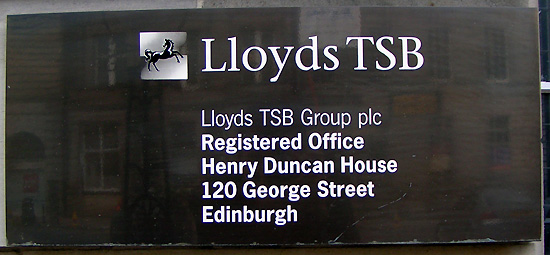 Lloyds TSB
Lloyds TSB Group plc
Registered Office
Henry Duncan House
120 George Street
Edinburgh